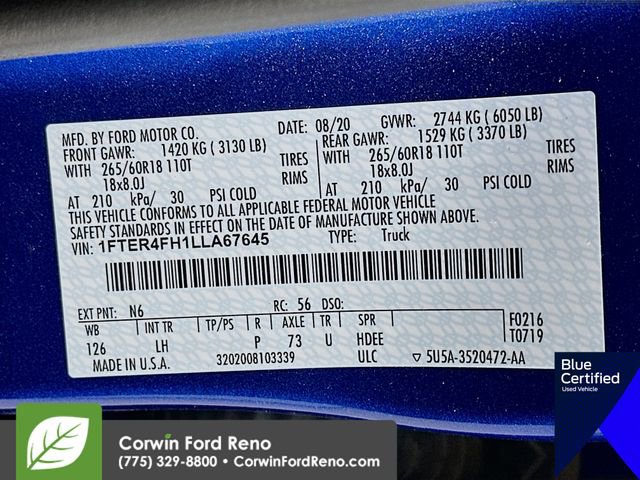 MFD. BY FORD MOTOR CO.
DATE: 08/20 GVWR: 2744 KG ( 6050 LB)
FRONT GAWR: 1420 KG ( 3130 LB) REAR GAWR: 1529 KG ( 3370 LB)
WITH 265/60R18 110T TIRES WITH 265/60R18 110T TIRES
18x8.0J RIMS 18x8.0J RIMS
AT 210 kPa/ 30 PSI COLD AT 210 kPa/ 30 PSI COLD
THIS VEHICLE CONFORMS TO ALL APPLICABLE FEDERAL MOTOR VEHICLE
SAFETY STANDARDS IN EFFECT ON THE DATE OF MANUFACTURE SHOWN ABOVE.
VIN: 1FTER4FH1LLA67645 TYPE: Truck
EXT PNT: N6 RC: 56 DSO:
WB INT TR TP/PS R AXLE TR SPR F0216
126 LH P 73 U HDEE T0719
MADE IN U.S.A. 3202008103339 ULC ▽ 5U5A-3520472-AA
Blue
Certified
Used Vehicle
Corwin Ford Reno
(775) 329-8800 • CorwinFordReno.com